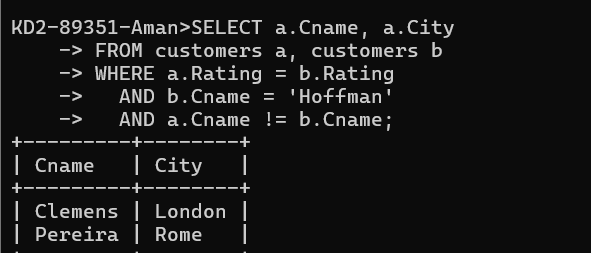 KD2-89351-Aman>SELECT a.Cname, a.City
    -> FROM customers a, customers b
    -> WHERE a.Rating = b.Rating
    ->   AND b.Cname = 'Hoffman'
    ->   AND a.Cname != b.Cname;
+---------+--------+
| Cname   | City   |
+---------+--------+
| Clemens | London |
| Pereira | Rome   |